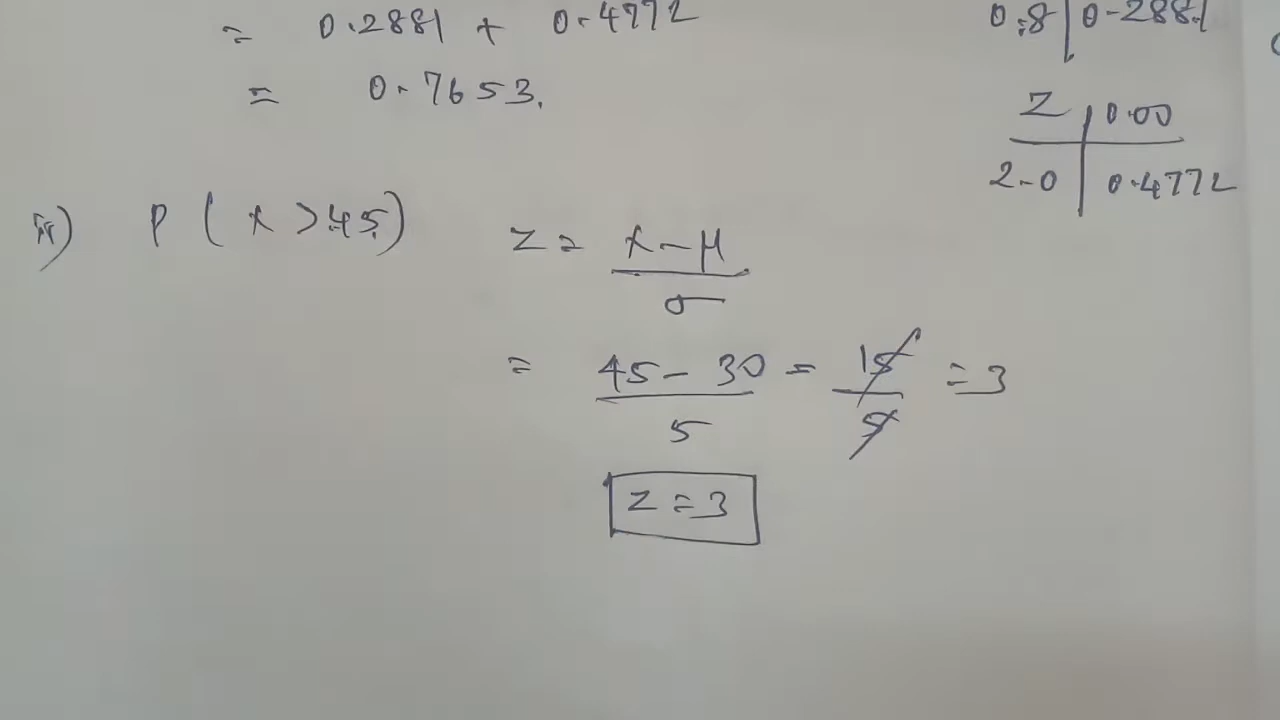 = 0.2881 + 0.4772
= 0.7653.
0.8 | 0.2881
Z | 0.00
2.0 | 0.4772
P ( x > 45 )
Z = x - μ / σ
= 45 - 30 / 5 = 15 / 5 = 3
Z = 3